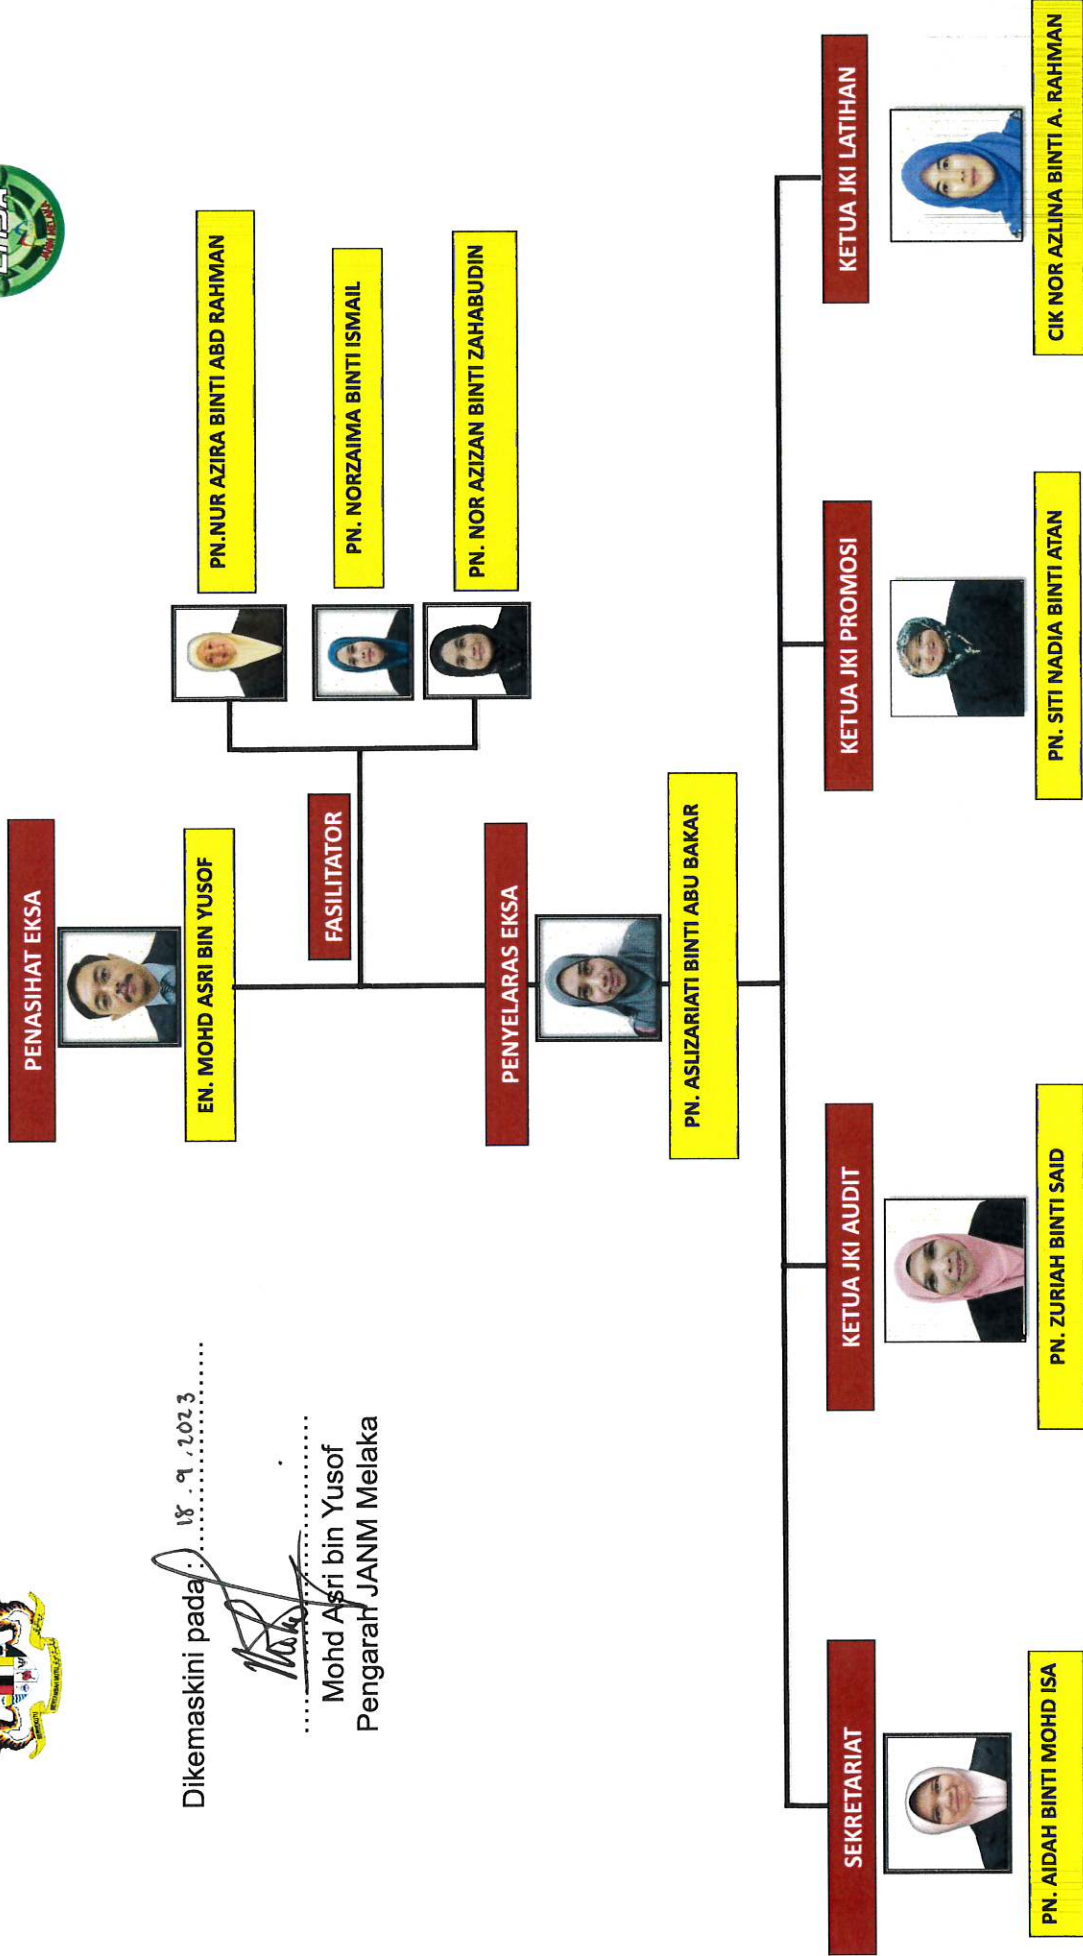 PENASIHAT EKSA
EN. MOHD ASRI BIN YUSOF
Dikemaskini pada : 18.9.2023
Mohd Asri bin Yusof
Pengarah JANM Melaka
FASILITATOR
PN.NUR AZIRA BINTI ABD RAHMAN
PN. NORZAIMA BINTI ISMAIL
PN. NOR AZIZAN BINTI ZAHABUDIN
PENYELARAS EKSA
PN. ASLIZARIATI BINTI ABU BAKAR
SEKRETARIAT
PN. AIDAH BINTI MOHD ISA
KETUA JKI AUDIT
PN. ZURIAH BINTI SAID
KETUA JKI PROMOSI
PN. SITI NADIA BINTI ATAN
KETUA JKI LATIHAN
CIK NOR AZLINA BINTI A. RAHMAN